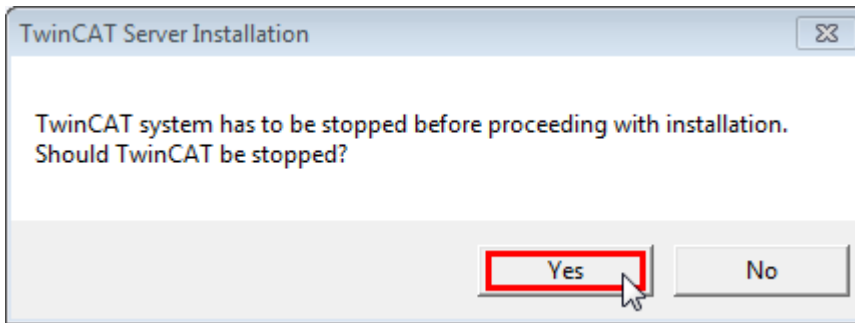 TwinCAT Server Installation
TwinCAT system has to be stopped before proceeding with installation.
Should TwinCAT be stopped?
Yes
No